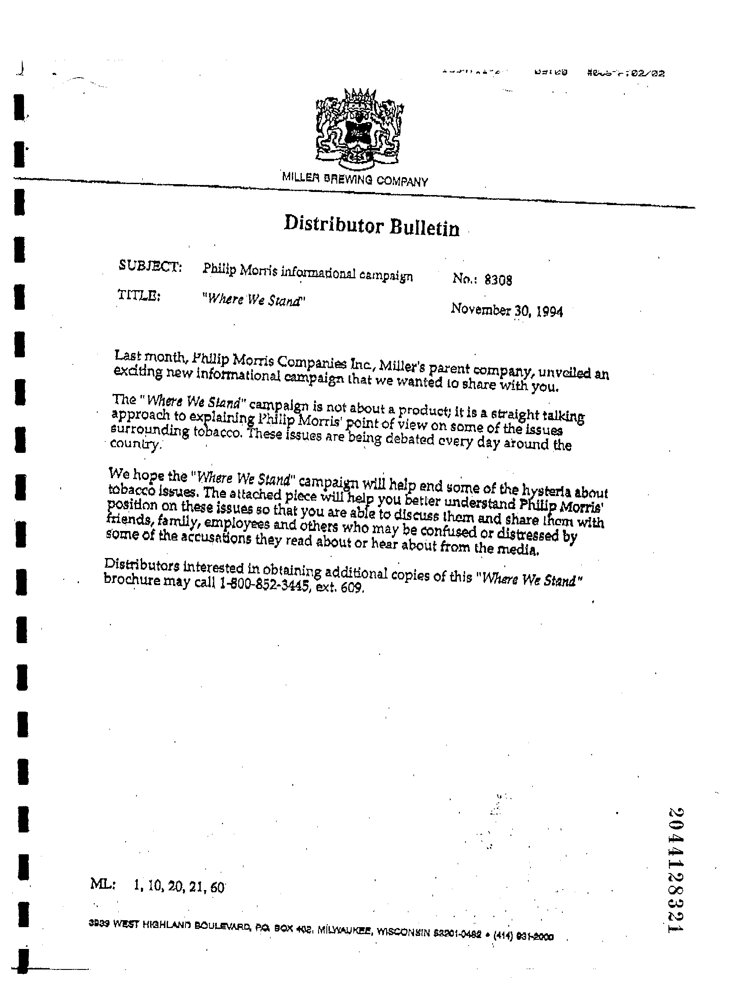 :02/02
MILLER BREWING COMPANY
Distributor Bulletin
SUBJECT: Philip Morris informational campaign No.: 8308
TITLE: "Where We Stand" November 30, 1994
Last month, Philip Morris Companies Inc., Miller's parent company, unveiled an
exciting new informational campaign that we wanted to share with you.
The "Where We Stand" campaign is not about a product; it is a straight talking
approach to explaining Philip Morris' point of view on some of the issues
surrounding tobacco. These issues are being debated every day around the
country.
We hope the "Where We Stand" campaign will help end some of the hysteria about
tobacco issues. The attached piece will help you better understand Philip Morris'
position on these issues so that you are able to discuss them and share them with
friends, family, employees and others who may be confused or distressed by
some of the accusations they read about or hear about from the media.
Distributors interested in obtaining additional copies of this "Where We Stand"
brochure may call 1-800-852-3445, ext. 609.
2044128321
ML: 1, 10, 20, 21, 60
3939 WEST HIGHLAND BOULEVARD, P.O. BOX 482, MILWAUKEE, WISCONSIN 53201-0482 • (414) 931-2000